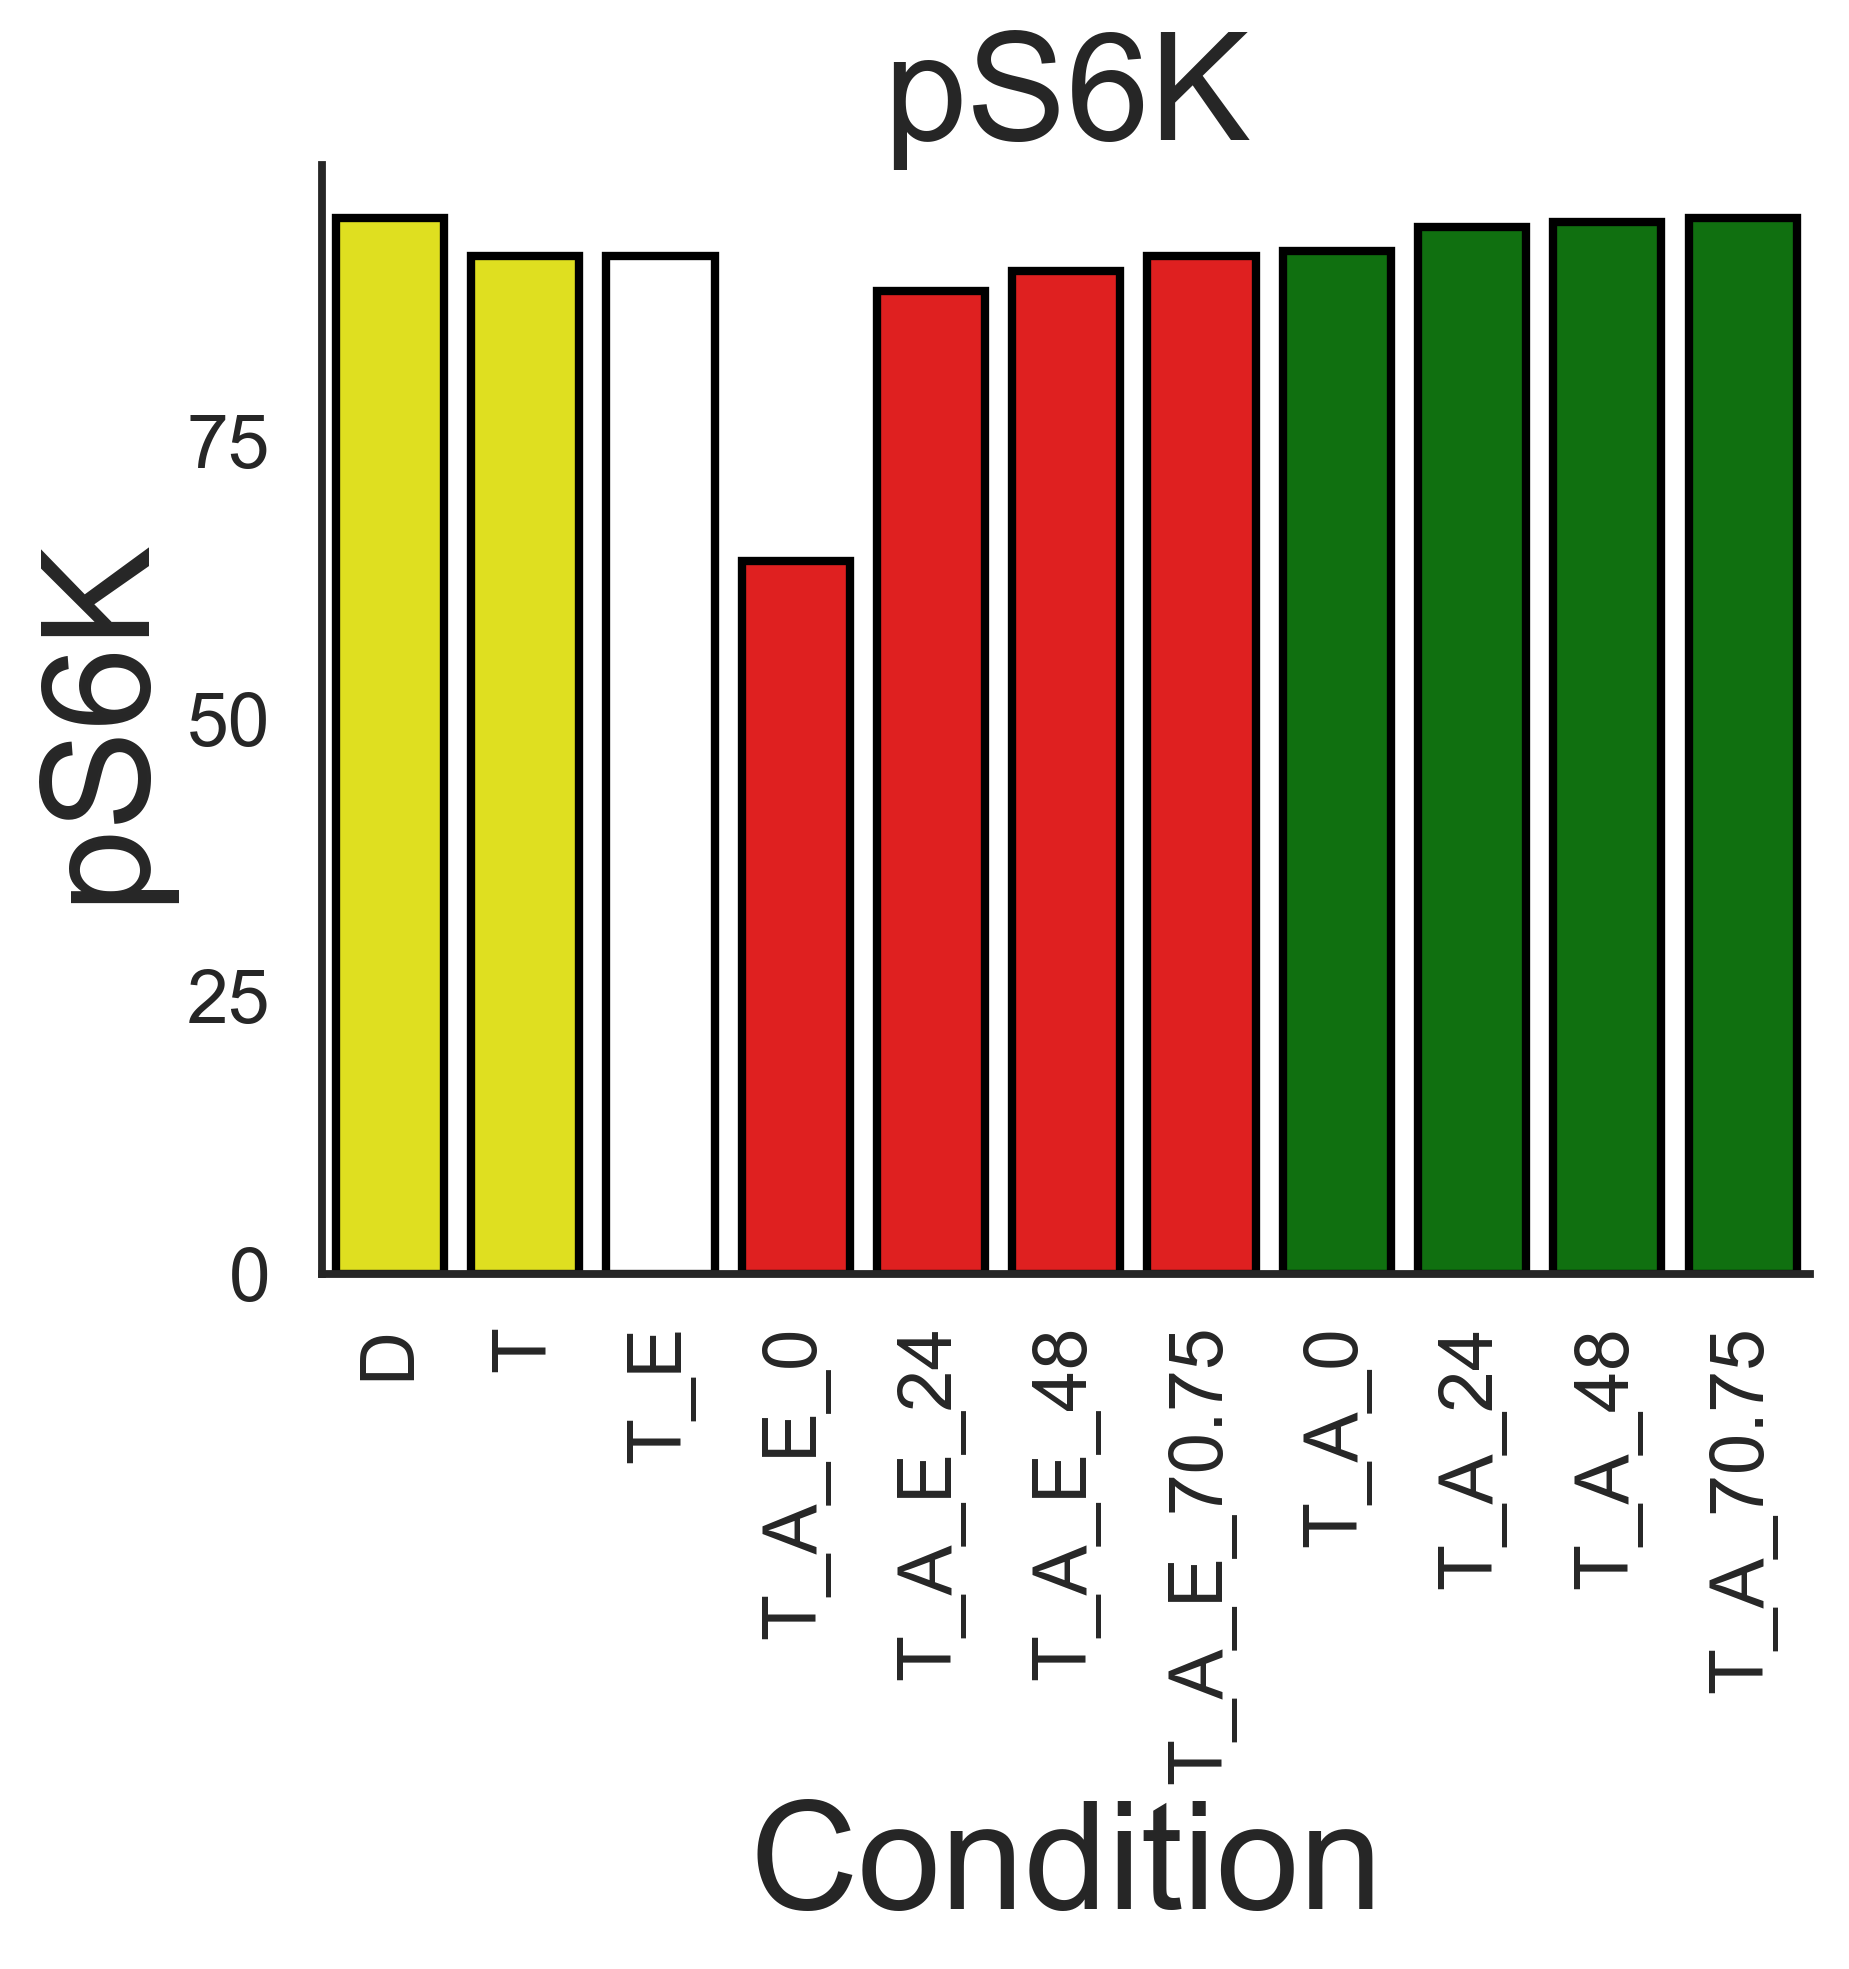 pS6K
pS6K
75
50
25
0
D
T
T_E
T_A_E_0
T_A_E_24
T_A_E_48
T_A_E_70.75
T_A_0
T_A_24
T_A_48
T_A_70.75
Condition